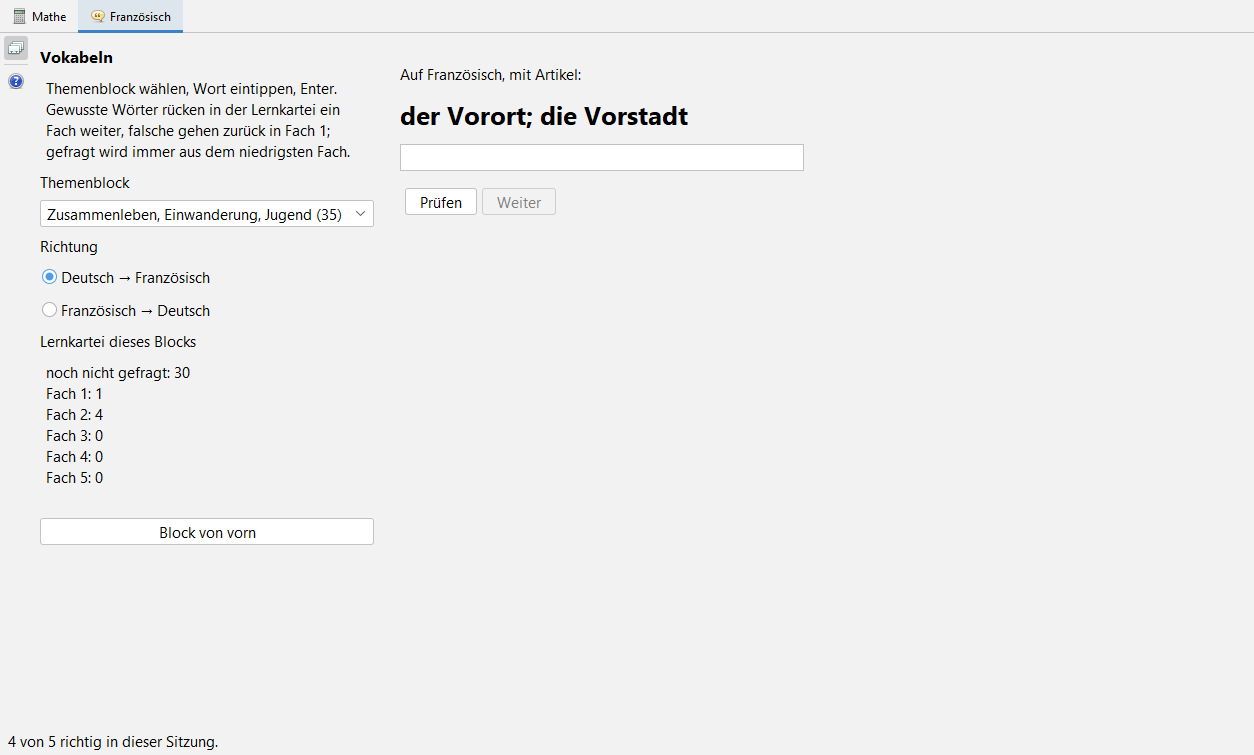 Mathe
Französisch
Vokabeln
Themenblock wählen, Wort eintippen, Enter.
Gewusste Wörter rücken in der Lernkartei ein
Fach weiter, falsche gehen zurück in Fach 1;
gefragt wird immer aus dem niedrigsten Fach.
Themenblock
Zusammenleben, Einwanderung, Jugend (35)
Richtung
Deutsch → Französisch
Französisch → Deutsch
Lernkartei dieses Blocks
noch nicht gefragt: 30
Fach 1: 1
Fach 2: 4
Fach 3: 0
Fach 4: 0
Fach 5: 0
Block von vorn
Auf Französisch, mit Artikel:
der Vorort; die Vorstadt
Prüfen
Weiter
4 von 5 richtig in dieser Sitzung.